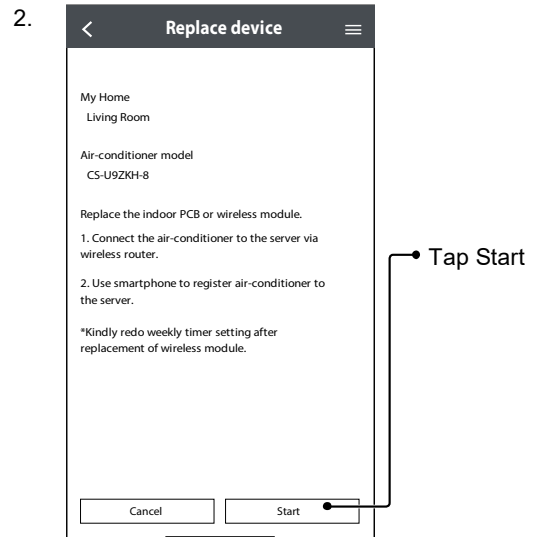 2.
Replace device
My Home
Living Room
Air-conditioner model
CS-U9ZKH-8
Replace the indoor PCB or wireless module.
1. Connect the air-conditioner to the server via
wireless router.
2. Use smartphone to register air-conditioner to
the server.
*Kindly redo weekly timer setting after
replacement of wireless module.
Tap Start
Cancel
Start